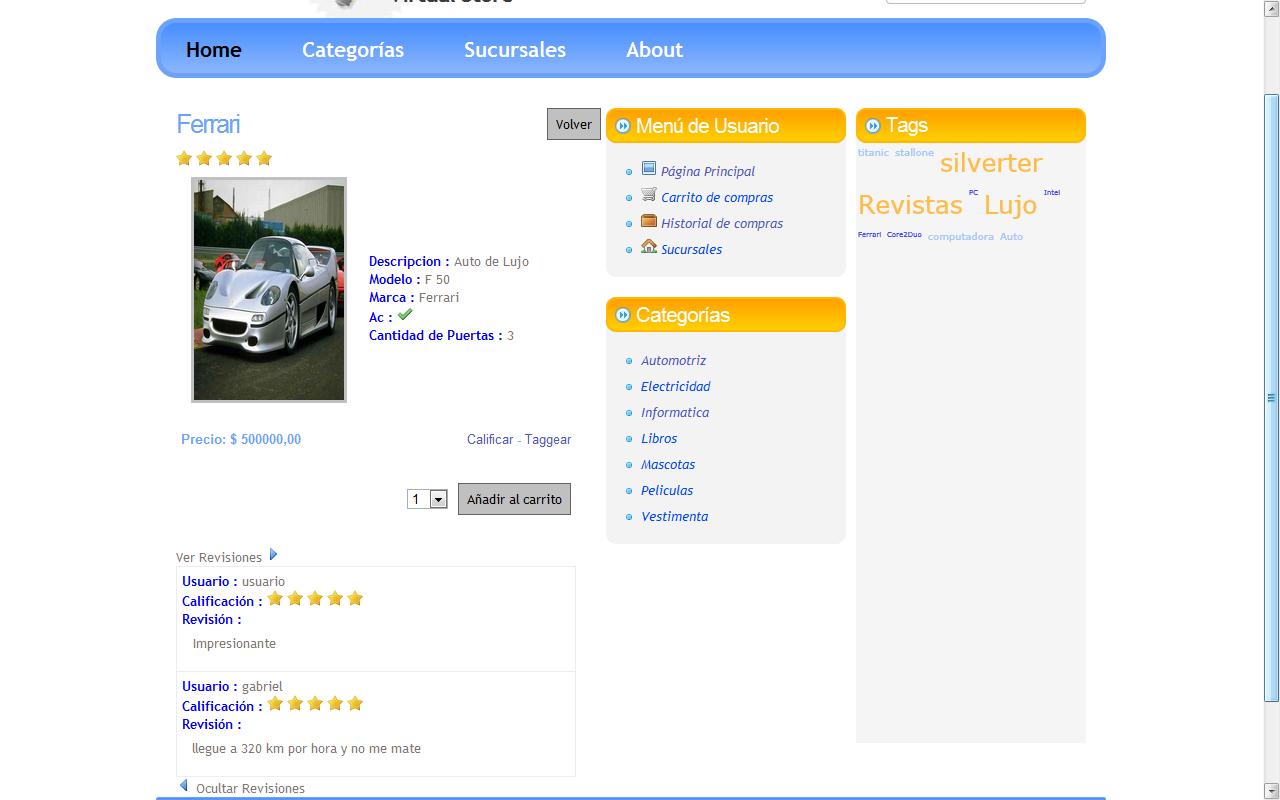 Virtual Store
Home Categorías Sucursales About
Ferrari
Volver
Descripcion : Auto de Lujo
Modelo : F 50
Marca : Ferrari
Ac :
Cantidad de Puertas : 3
Precio: $ 500000,00
Calificar - Taggear
1
Añadir al carrito
Ver Revisiones
Usuario : usuario
Calificación :
Revisión :
Impresionante
Usuario : gabriel
Calificación :
Revisión :
llegue a 320 km por hora y no me mate
Ocultar Revisiones
Menú de Usuario
Página Principal
Carrito de compras
Historial de compras
Sucursales
Categorías
Automotriz
Electricidad
Informatica
Libros
Mascotas
Peliculas
Vestimenta
Tags
titanic stallone silverter
Revistas PC Lujo Intel
Ferrari Core2Duo computadora Auto